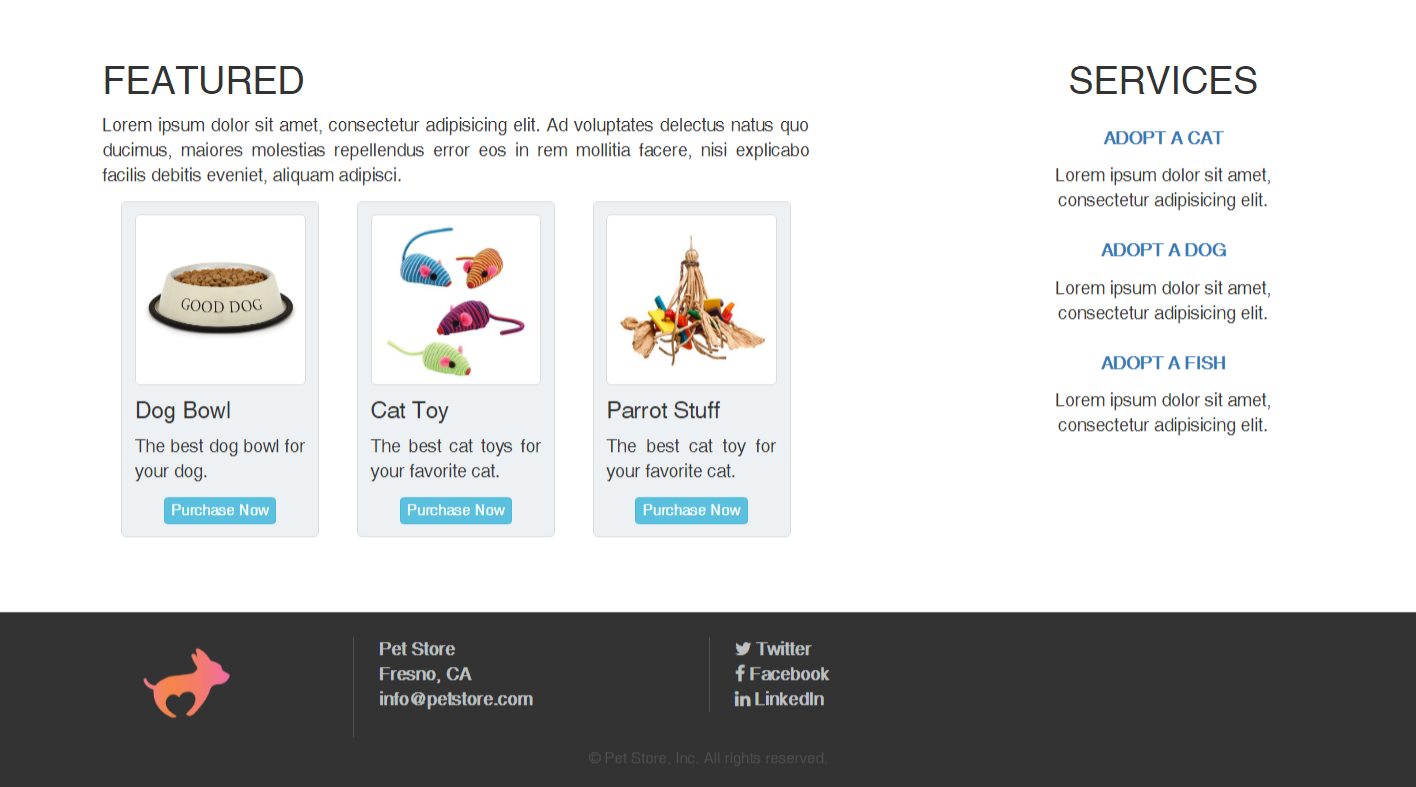 FEATURED
Lorem ipsum dolor sit amet, consectetur adipisicing elit. Ad voluptates delectus natus quo
ducimus, maiores molestias repellendus error eos in rem mollitia facere, nisi explicabo
facilis debitis eveniet, aliquam adipisci.
GOOD DOG
Dog Bowl
The best dog bowl for
your dog.
Purchase Now
Cat Toy
The best cat toys for
your favorite cat.
Purchase Now
Parrot Stuff
The best cat toy for
your favorite cat.
Purchase Now
SERVICES
ADOPT A CAT
Lorem ipsum dolor sit amet,
consectetur adipisicing elit.
ADOPT A DOG
Lorem ipsum dolor sit amet,
consectetur adipisicing elit.
ADOPT A FISH
Lorem ipsum dolor sit amet,
consectetur adipisicing elit.
Pet Store
Fresno, CA
info@petstore.com
Twitter
Facebook
LinkedIn
© Pet Store, Inc. All rights reserved.